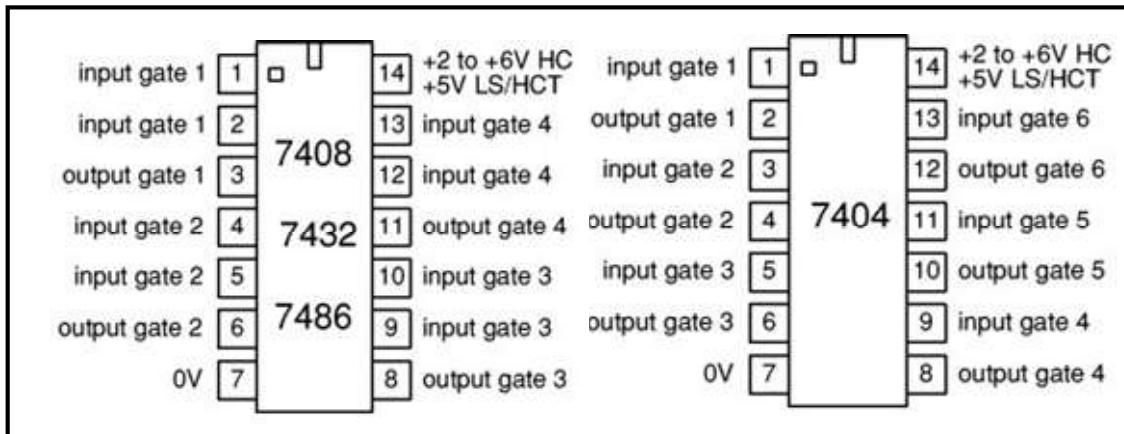 input gate 1 1 14 +2 to +6V HC
+5V LS/HCT
input gate 1 2 13 input gate 4
7408
output gate 1 3 12 input gate 4
input gate 2 4 11 output gate 4
7432
input gate 2 5 10 input gate 3
output gate 2 6 9 input gate 3
7486
0V 7 8 output gate 3
input gate 1 1 14 +2 to +6V HC
+5V LS/HCT
output gate 1 2 13 input gate 6
input gate 2 3 12 output gate 6
output gate 2 4 7404 11 input gate 5
input gate 3 5 10 output gate 5
output gate 3 6 9 input gate 4
0V 7 8 output gate 4